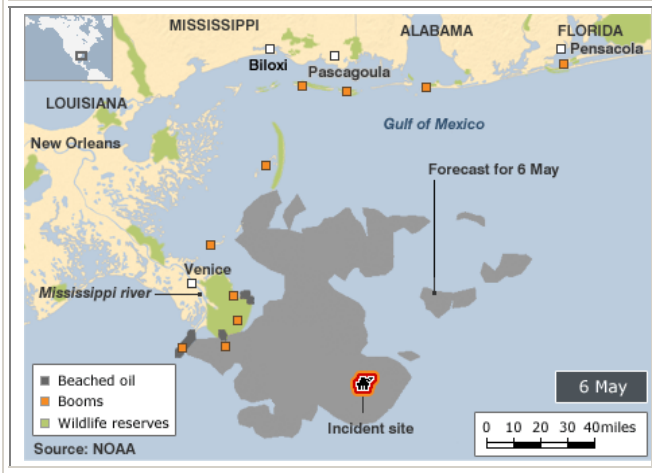 MISSISSIPPI
ALABAMA
FLORIDA
Biloxi
Pascagoula
Pensacola
LOUISIANA
New Orleans
Gulf of Mexico
Forecast for 6 May
Venice
Mississippi river
Beached oil
Booms
Wildlife reserves
Incident site
6 May
0 10 20 30 40miles
Source: NOAA